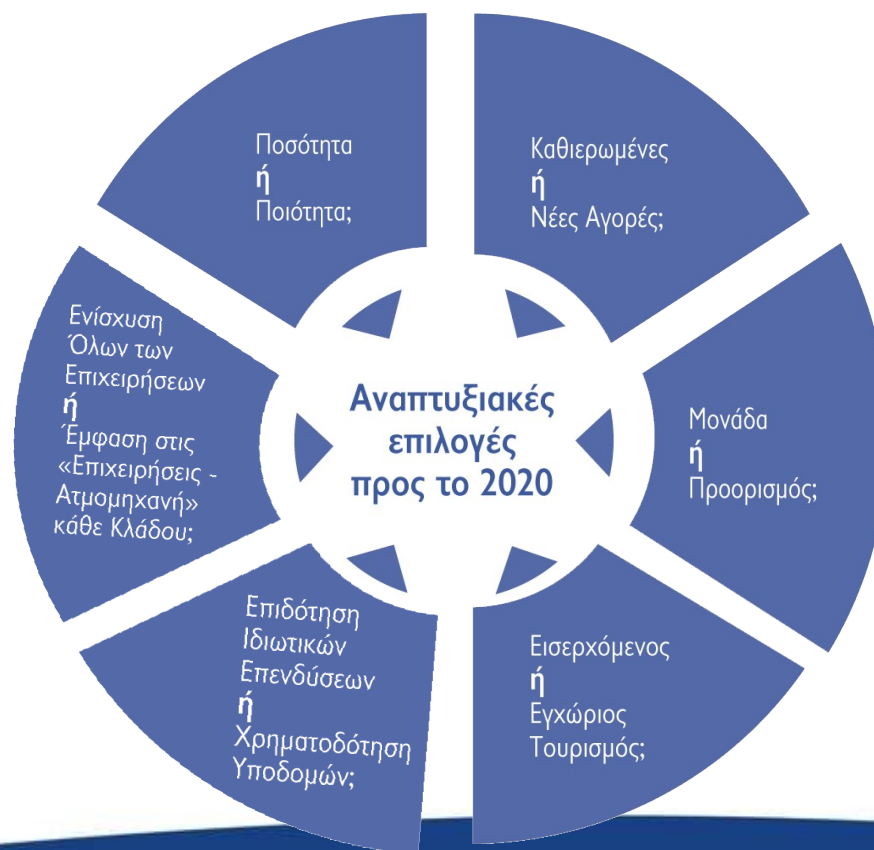 Ποσότητα
ή
Ποιότητα;
Καθιερωμένες
ή
Νέες Αγορές;
Μονάδα
ή
Προορισμός;
Εισερχόμενος
ή
Εγχώριος
Τουρισμός;
Επιδότηση
Ιδιωτικών
Επενδύσεων
ή
Χρηματοδότηση
Υποδομών;
Ενίσχυση
Όλων των
Επιχειρήσεων
ή
Έμφαση στις
«Επιχειρήσεις -
Ατμομηχανή»
κάθε Κλάδου;
Αναπτυξιακές
επιλογές
προς το 2020